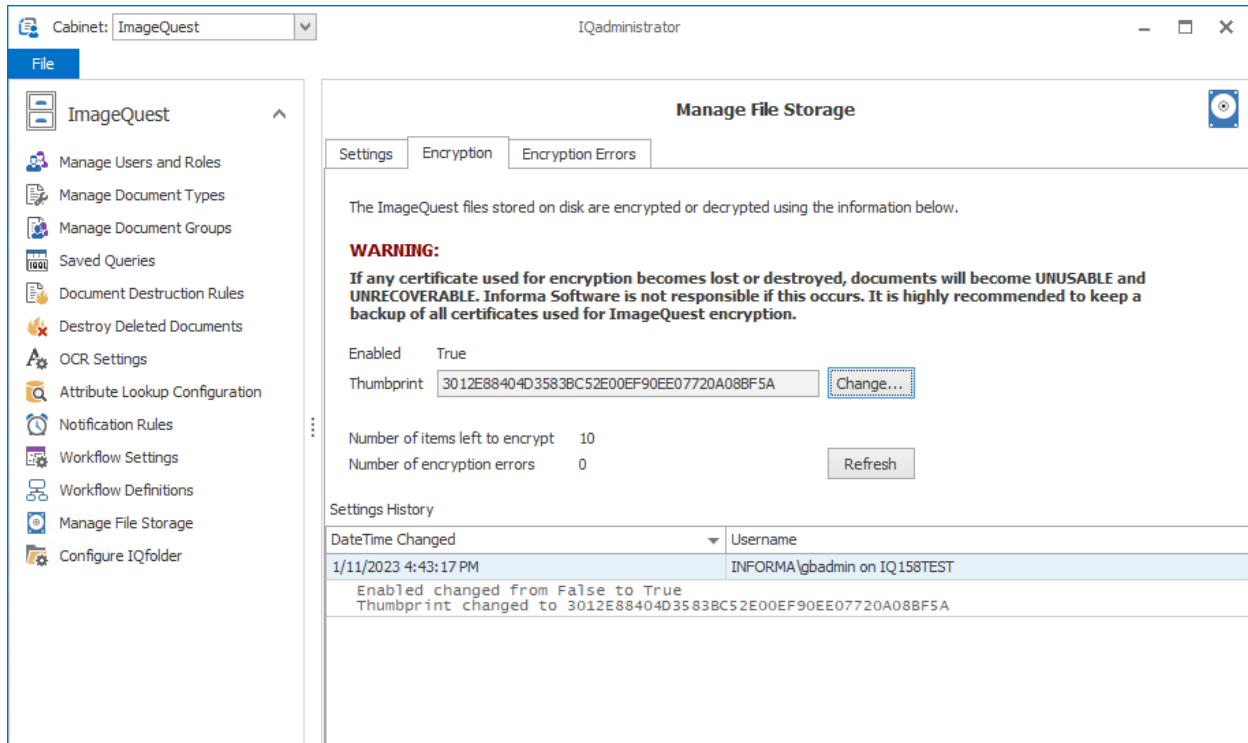 Cabinet: ImageQuest
IQadministrator
File
ImageQuest
Manage Users and Roles
Manage Document Types
Manage Document Groups
Saved Queries
Document Destruction Rules
Destroy Deleted Documents
OCR Settings
Attribute Lookup Configuration
Notification Rules
Workflow Settings
Workflow Definitions
Manage File Storage
Configure IQfolder
Manage File Storage
Settings Encryption Encryption Errors
The ImageQuest files stored on disk are encrypted or decrypted using the information below.
WARNING:
If any certificate used for encryption becomes lost or destroyed, documents will become UNUSABLE and
UNRECOVERABLE. Informa Software is not responsible if this occurs. It is highly recommended to keep a
backup of all certificates used for ImageQuest encryption.
Enabled True
Thumbprint 3012E88404D3583BC52E00EF90EE07720A08BF5A Change...
Number of items left to encrypt 10
Number of encryption errors 0 Refresh
Settings History
DateTime Changed Username
1/11/2023 4:43:17 PM INFORMA\gbadmin on IQ158TEST
Enabled changed from False to True
Thumbprint changed to 3012E88404D3583BC52E00EF90EE07720A08BF5A